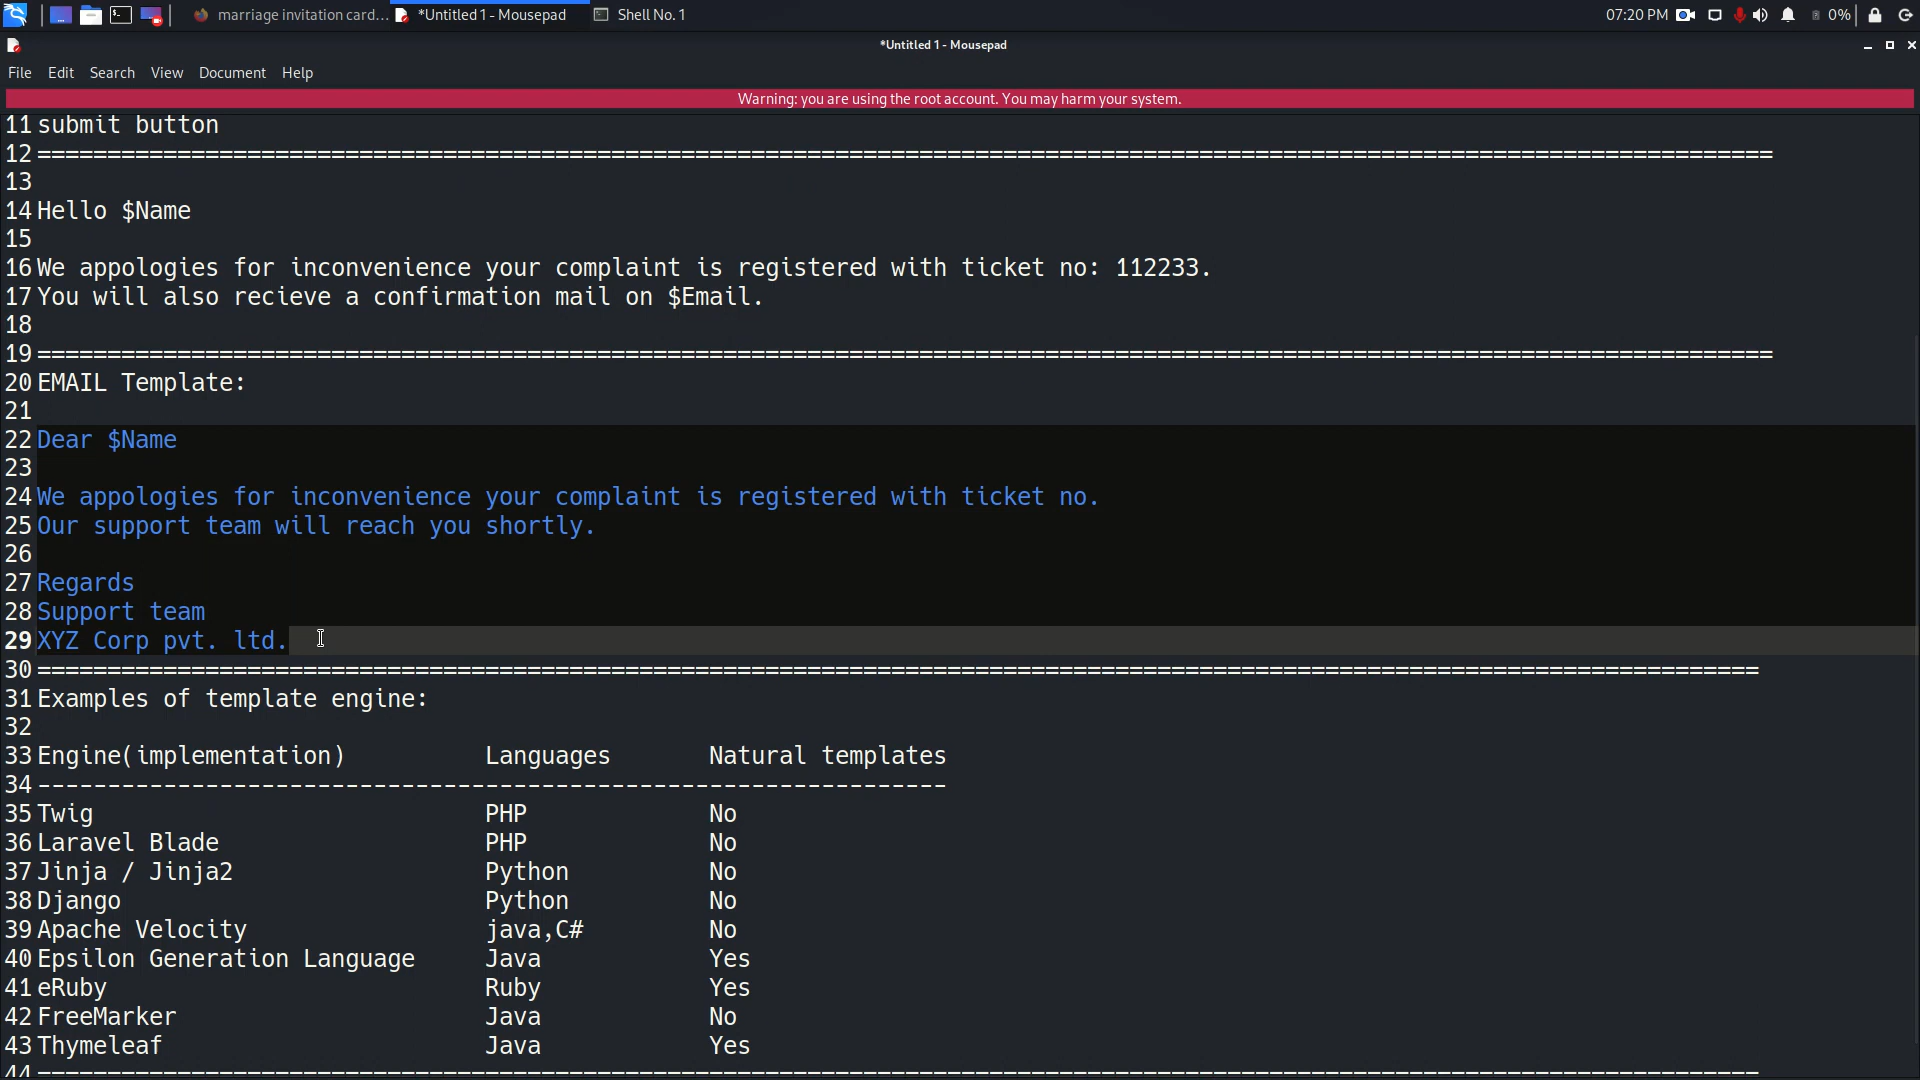 marriage invitation card...
*Untitled 1 - Mousepad
Shell No. 1
07:20 PM
0%
*Untitled 1 - Mousepad
File Edit Search View Document Help
Warning: you are using the root account. You may harm your system.
11 submit button
12 ============================================================================================================================
13
14 Hello $Name
15
16 We appologies for inconvenience your complaint is registered with ticket no: 112233.
17 You will also recieve a confirmation mail on $Email.
18
19 ============================================================================================================================
20 EMAIL Template:
21
22 Dear $Name
23
24 We appologies for inconvenience your complaint is registered with ticket no.
25 Our support team will reach you shortly.
26
27 Regards
28 Support team
29 XYZ Corp pvt. ltd.
30 ===========================================================================================================================
31 Examples of template engine:
32
33 Engine(implementation) Languages Natural templates
34 -----------------------------------------------------------------
35 Twig PHP No
36 Laravel Blade PHP No
37 Jinja / Jinja2 Python No
38 Django Python No
39 Apache Velocity java,C# No
40 Epsilon Generation Language Java Yes
41 eRuby Ruby Yes
42 FreeMarker Java No
43 Thymeleaf Java Yes
44 ===========================================================================================================================